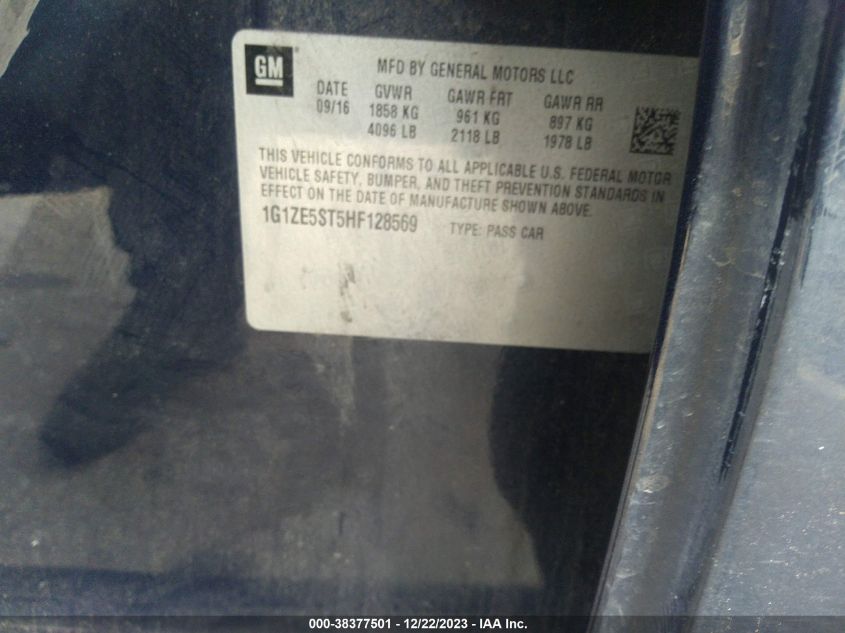 GM
MFD BY GENERAL MOTORS LLC
DATE GVWR GAWR FRT GAWR RR
09/16 1858 KG 961 KG 897 KG
4096 LB 2118 LB 1978 LB
THIS VEHICLE CONFORMS TO ALL APPLICABLE U.S. FEDERAL MOTOR
VEHICLE SAFETY, BUMPER, AND THEFT PREVENTION STANDARDS IN
EFFECT ON THE DATE OF MANUFACTURE SHOWN ABOVE.
1G1ZE5ST5HF128569 TYPE: PASS CAR
000-38377501 - 12/22/2023 - IAA Inc.